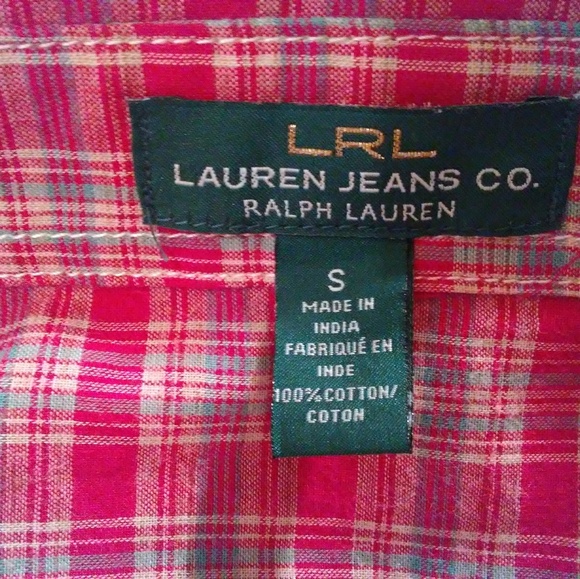 LRL
LAUREN JEANS CO.
RALPH LAUREN
S
MADE IN
INDIA
FABRIQUÉ EN
INDE
100% COTTON/
COTON